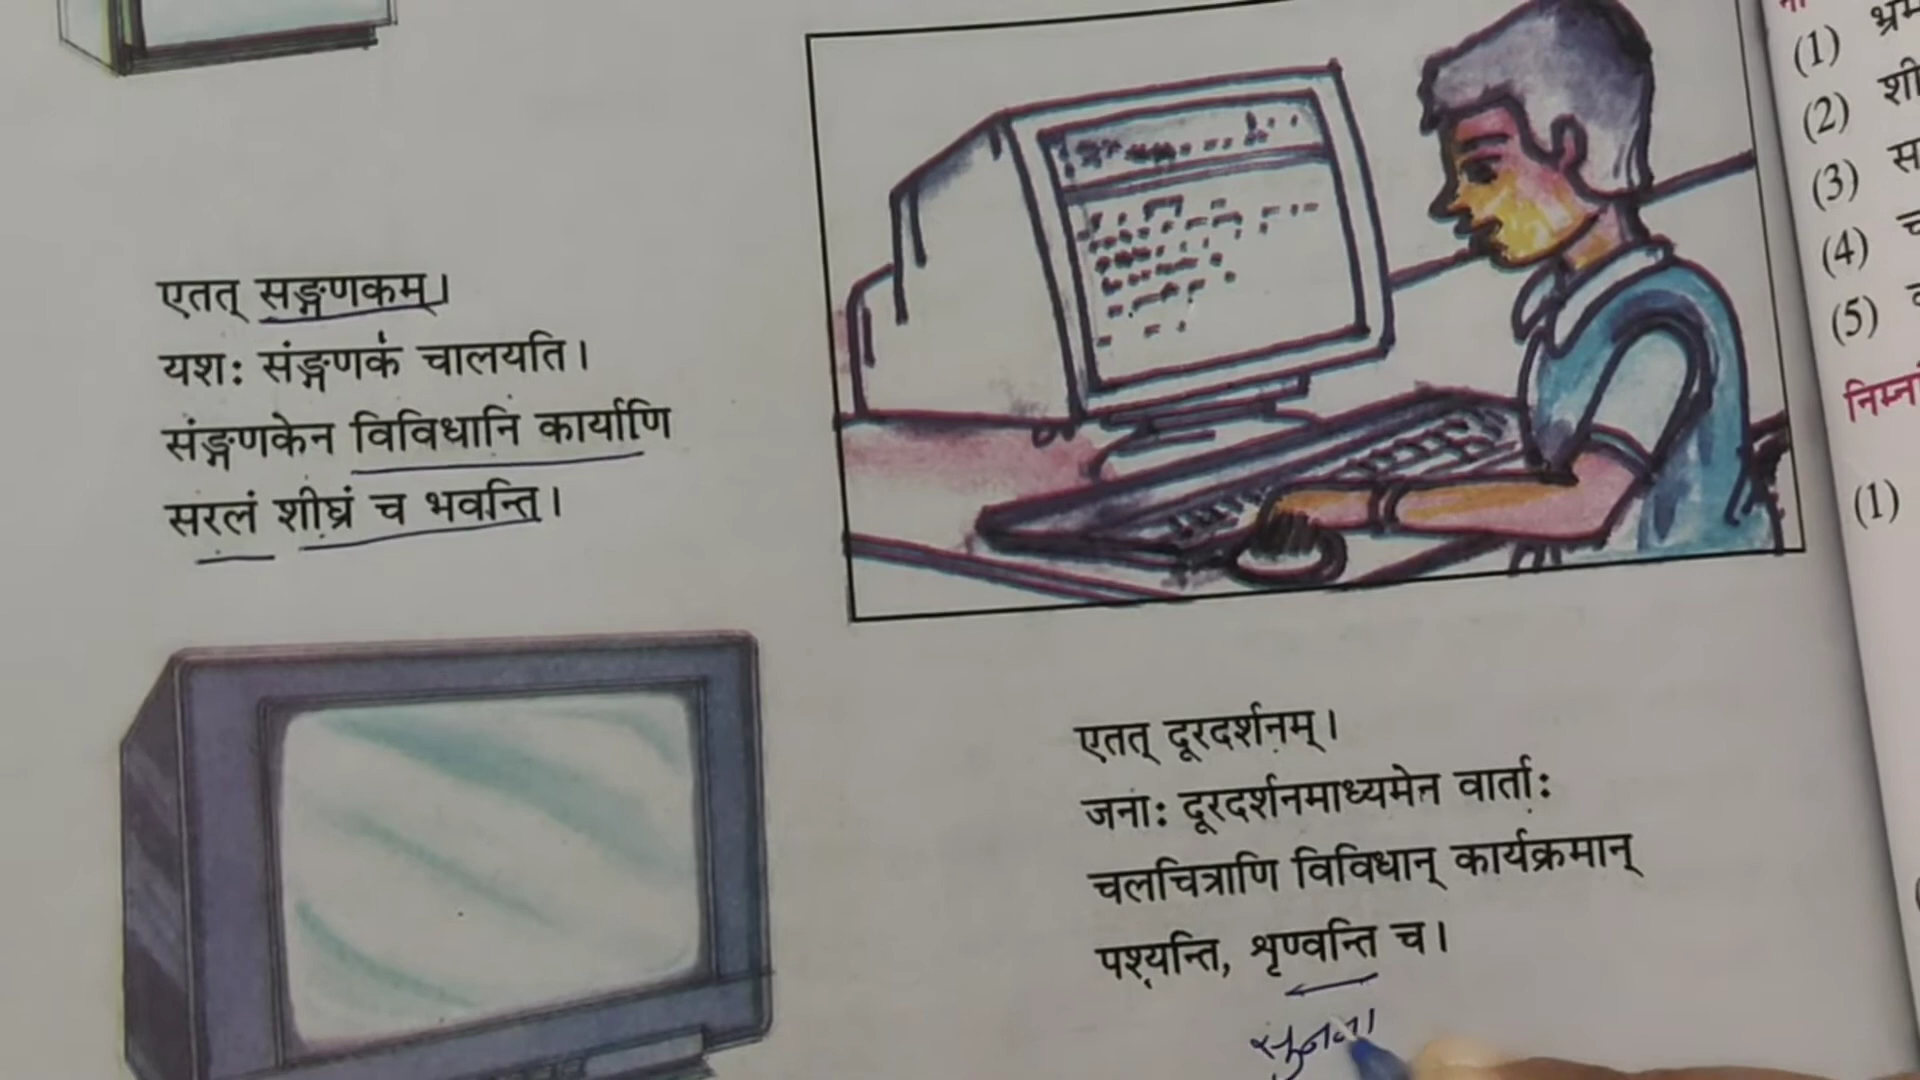 एतत् सङ्गणकम्।
यशः संङ्गणकं चालयति।
संङ्गणकेन विविधानि कार्याणि
सरलं शीघ्रं च भवन्ति।
एतत् दूरदर्शनम्।
जनाः दूरदर्शनमाध्यमेन वार्ताः
चलचित्राणि विविधान् कार्यक्रमान्
पश्यन्ति, शृण्वन्ति च।
सुनना
(1)
(2)
(3)
(4)
(5)
(1)